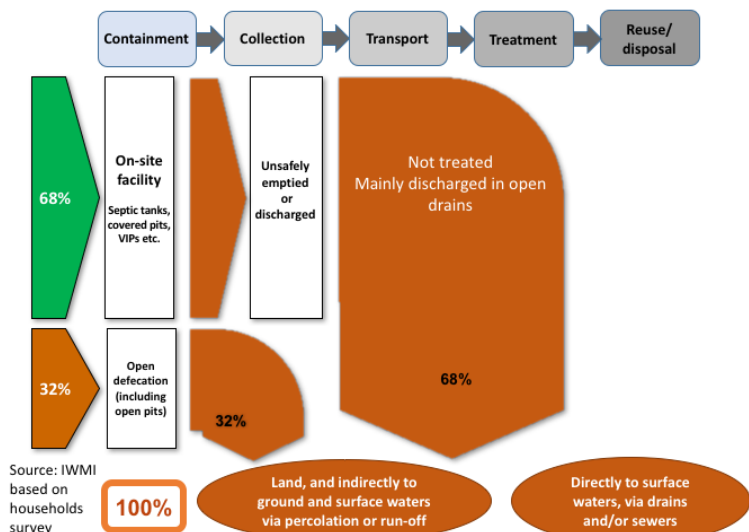 Containment
Collection
Transport
Treatment
Reuse/
disposal
68%
On-site
facility
Septic tanks,
covered pits,
VIPs etc.
Unsafely
emptied
or
discharged
Not treated
Mainly discharged in open
drains
68%
32%
Open
defecation
(including
open pits)
32%
Source: IWMI
based on
households
survey
100%
Land, and indirectly to
ground and surface waters
via percolation or run-off
Directly to surface
waters, via drains
and/or sewers